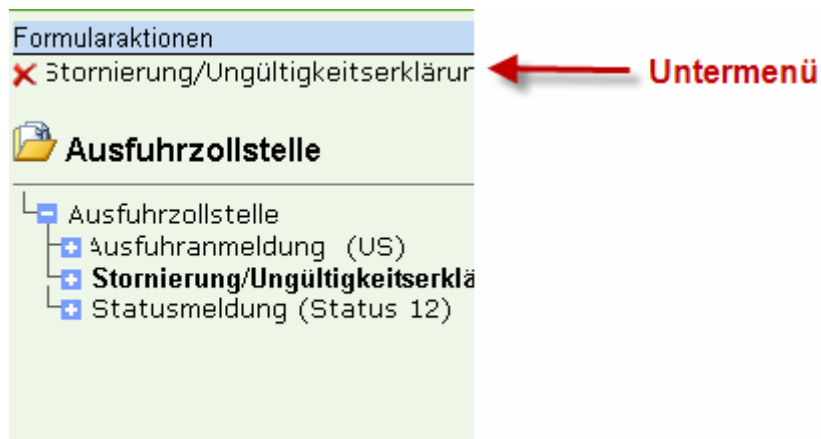 Formularaktionen
Stornierung/Ungültigkeitserklärun
Untermenü
Ausfuhrzollstelle
Ausfuhrzollstelle
Ausfuhranmeldung (US)
Stornierung/Ungültigkeitserklä
Statusmeldung (Status 12)